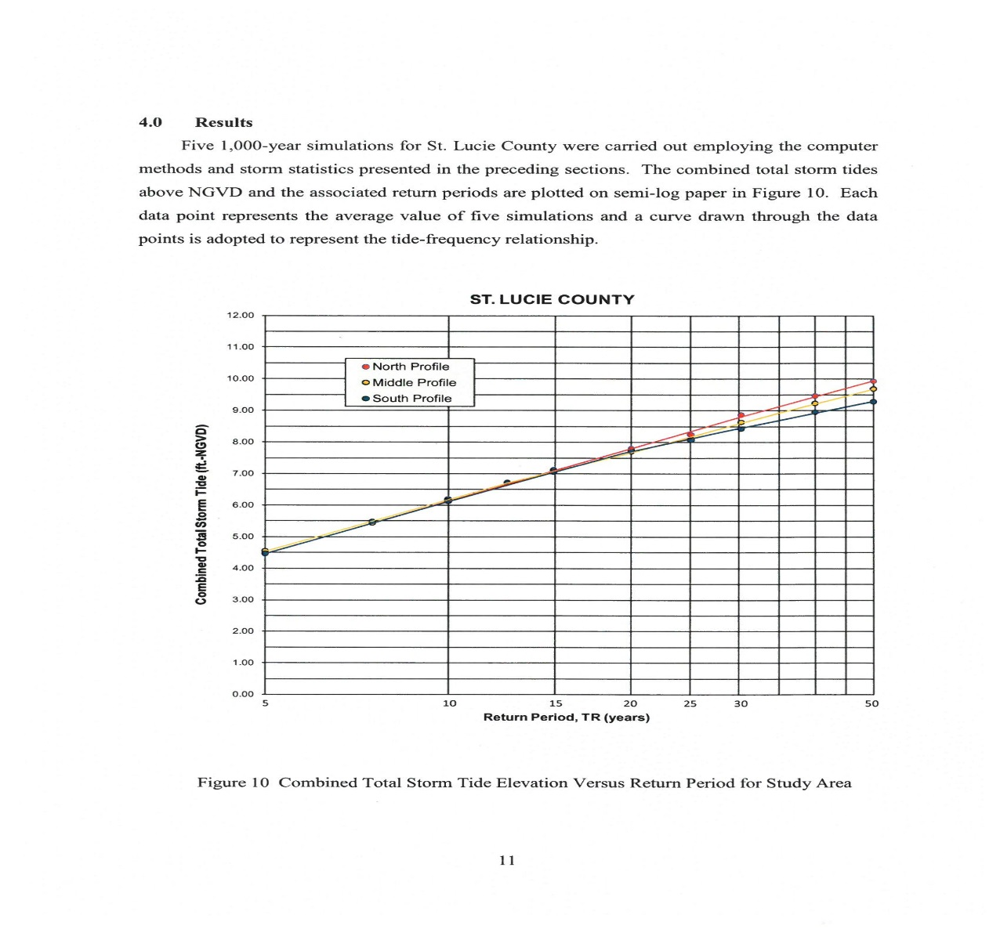 4.0 Results
Five 1,000-year simulations for St. Lucie County were carried out employing the computer
methods and storm statistics presented in the preceding sections. The combined total storm tides
above NGVD and the associated return periods are plotted on semi-log paper in Figure 10. Each
data point represents the average value of five simulations and a curve drawn through the data
points is adopted to represent the tide-frequency relationship.
ST. LUCIE COUNTY
12.00
11.00
10.00
9.00
8.00
7.00
6.00
5.00
4.00
3.00
2.00
1.00
0.00
Combined Total Storm Tide (ft.-NGVD)
North Profile
Middle Profile
South Profile
5 10 15 20 25 30 50
Return Period, TR (years)
Figure 10 Combined Total Storm Tide Elevation Versus Return Period for Study Area
11